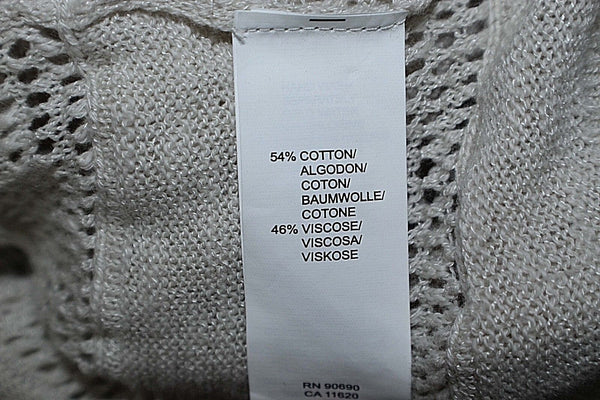 54% COTTON/
ALGODON/
COTON/
BAUMWOLLE/
COTONE
46% VISCOSE/
VISCOSA/
VISKOSE
RN 90690
CA 11620